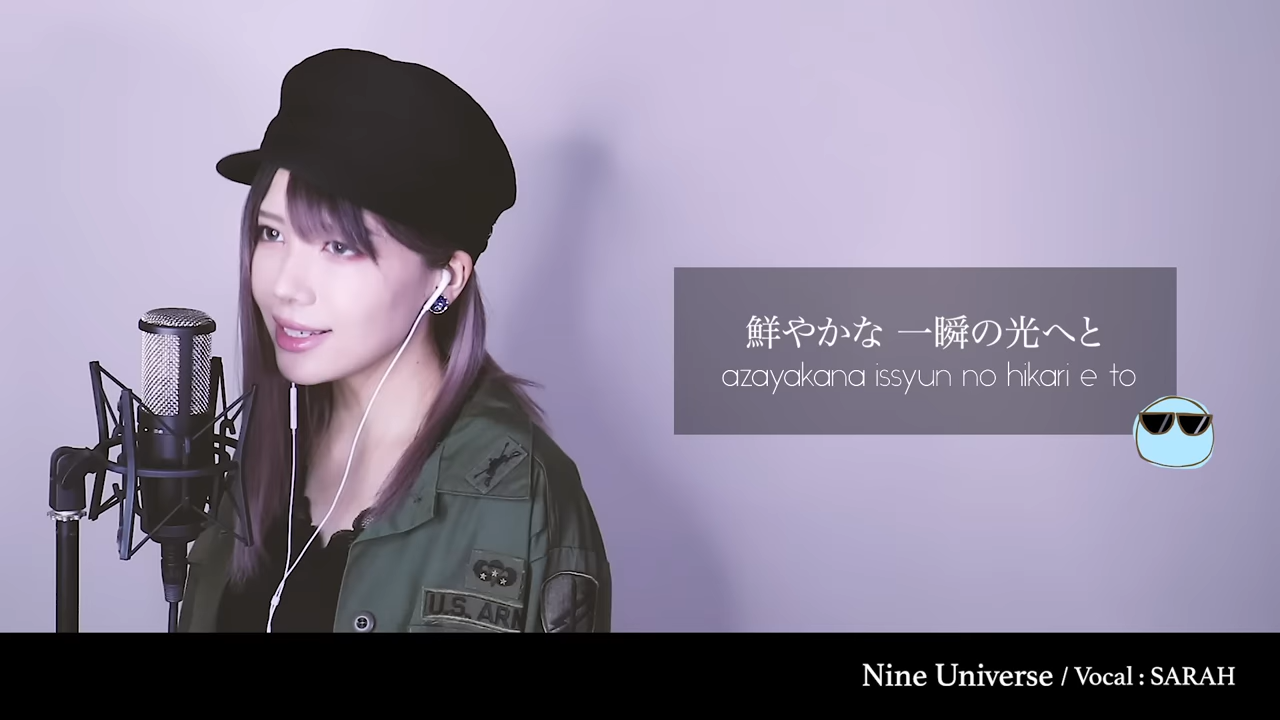 鮮やかな 一瞬の光へと
azayakana issyun no hikari e to
U.S. ARM
Nine Universe / Vocal : SARAH